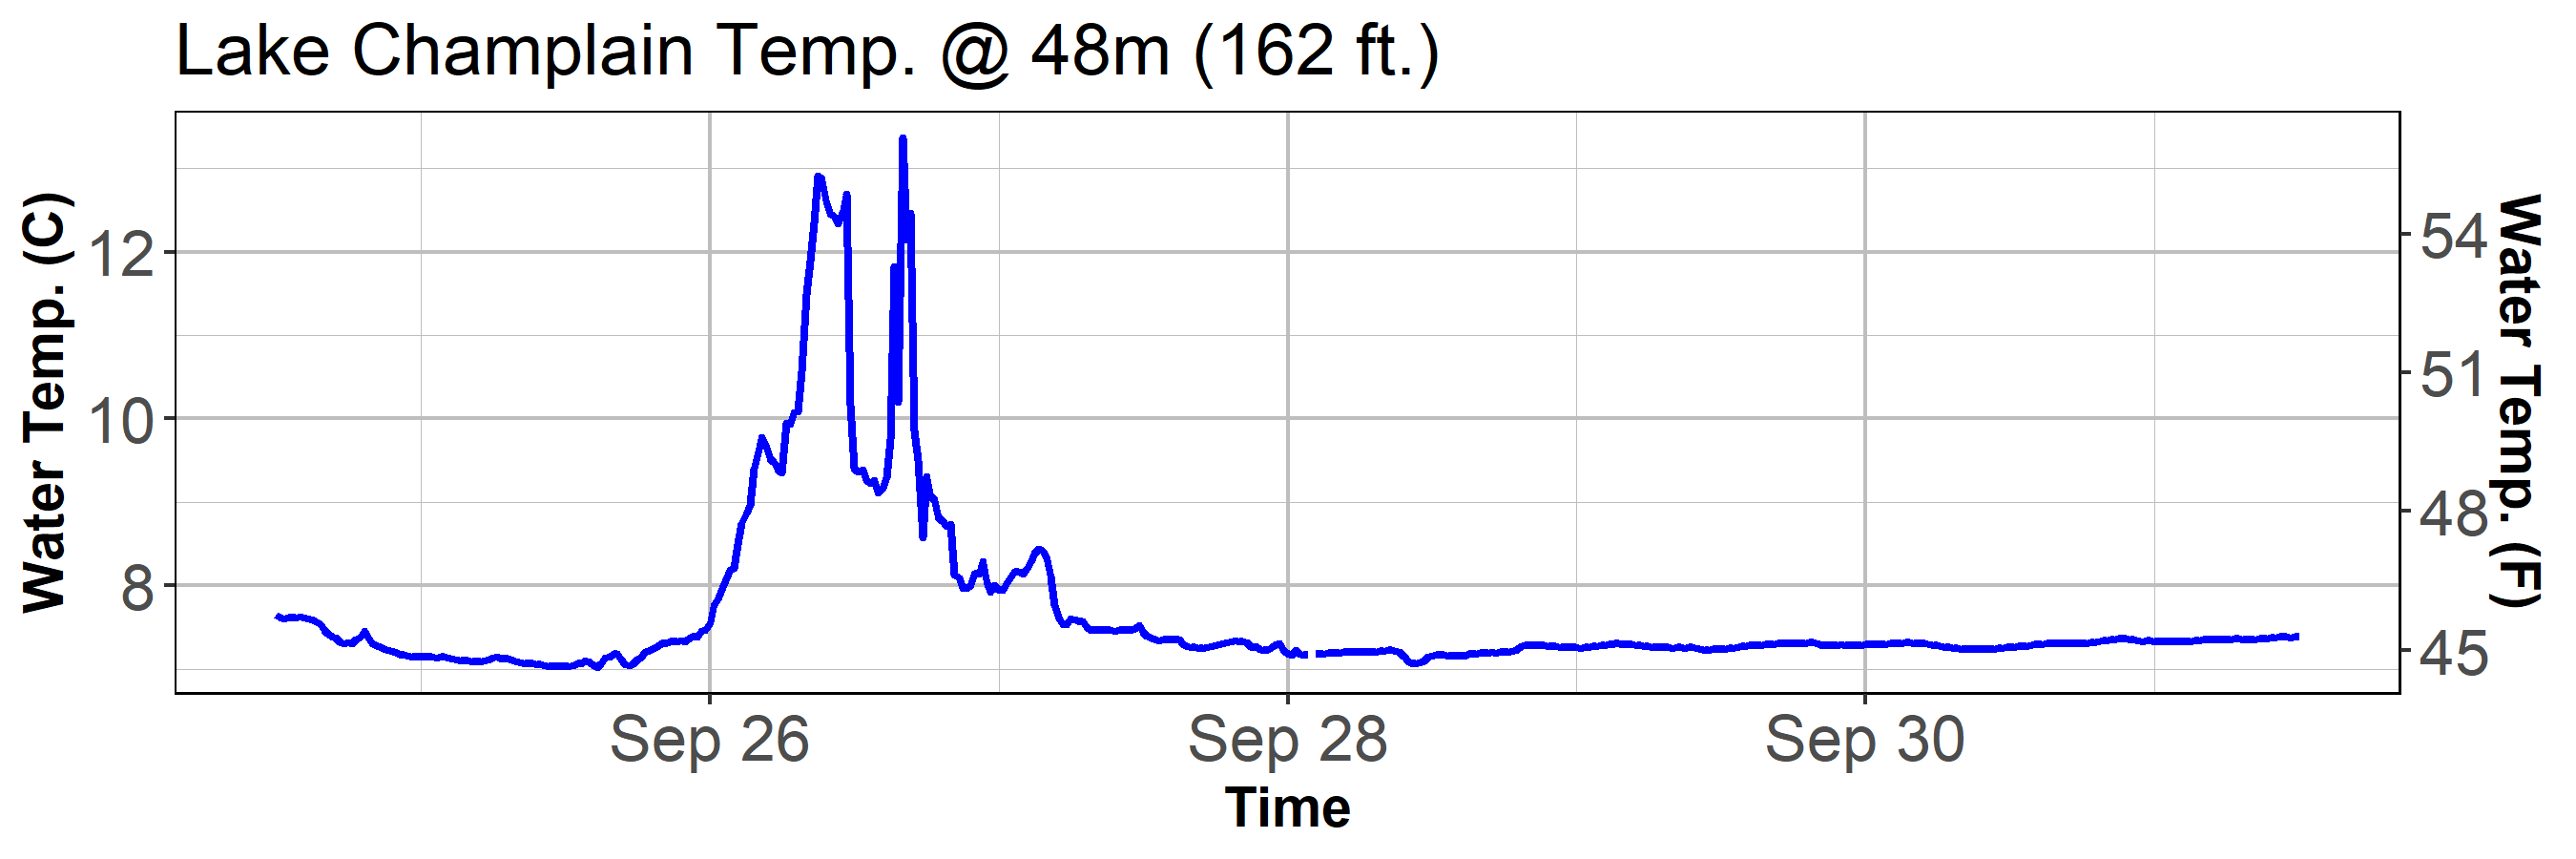 Lake Champlain Temp. @ 48m (162 ft.)
Water Temp. (C)
12
10
8
54
51
48
45
Water Temp. (F)
Sep 26
Sep 28
Sep 30
Time